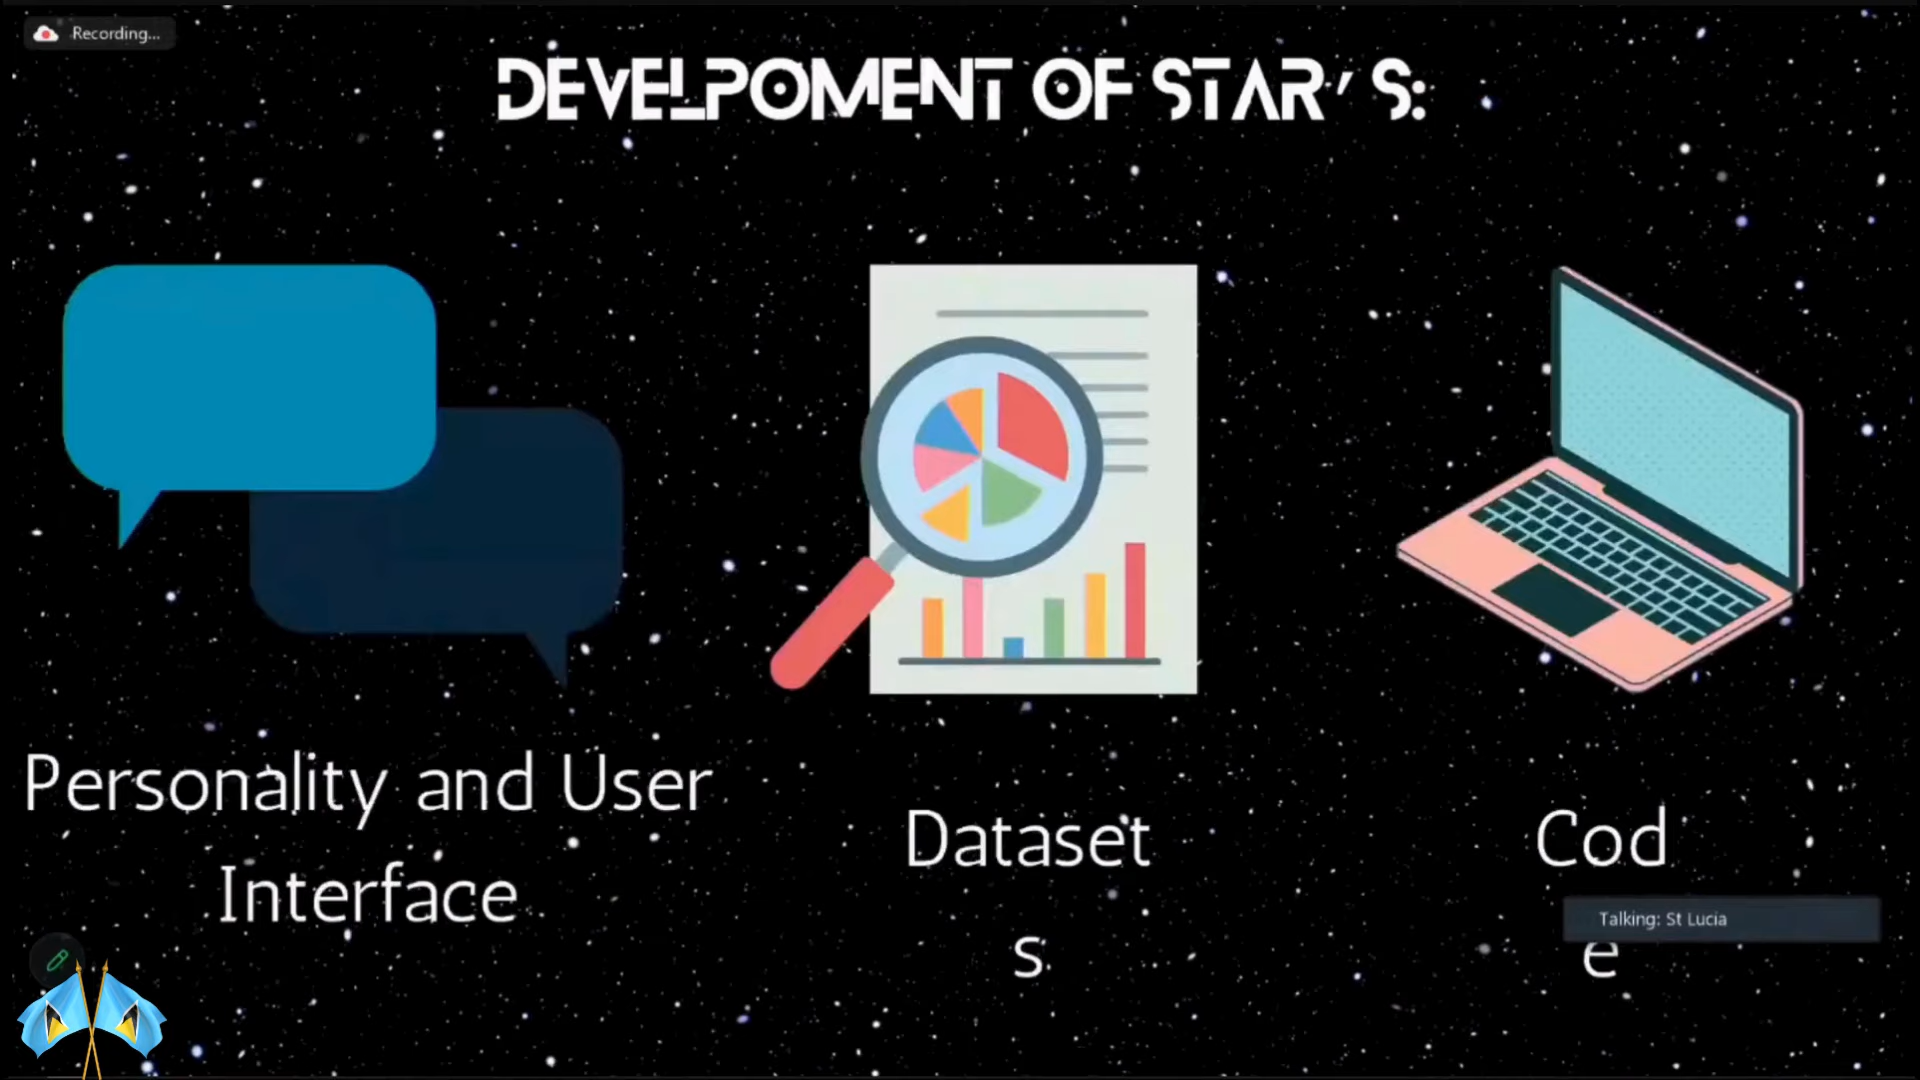 Recording...
DEVELPOMENT OF STAR'S:
Personality and User
Interface
Dataset
s
Cod
e
Talking: St Lucia